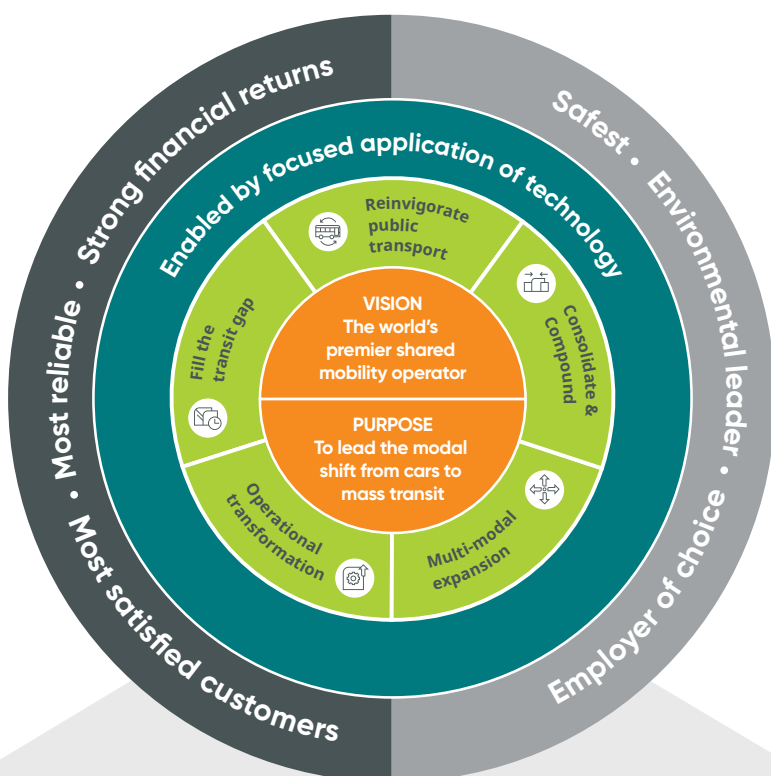 Strong financial returns
Most reliable •
• Most satisfied customers
Safest •
Environmental leader
• Employer of choice
Enabled by focused application of technology
Reinvigorate
public
transport
Consolidate &
Compound
Multi-modal
expansion
Operational
transformation
Fill the
transit gap
VISION
The world's
premier shared
mobility operator
PURPOSE
To lead the modal
shift from cars to
mass transit